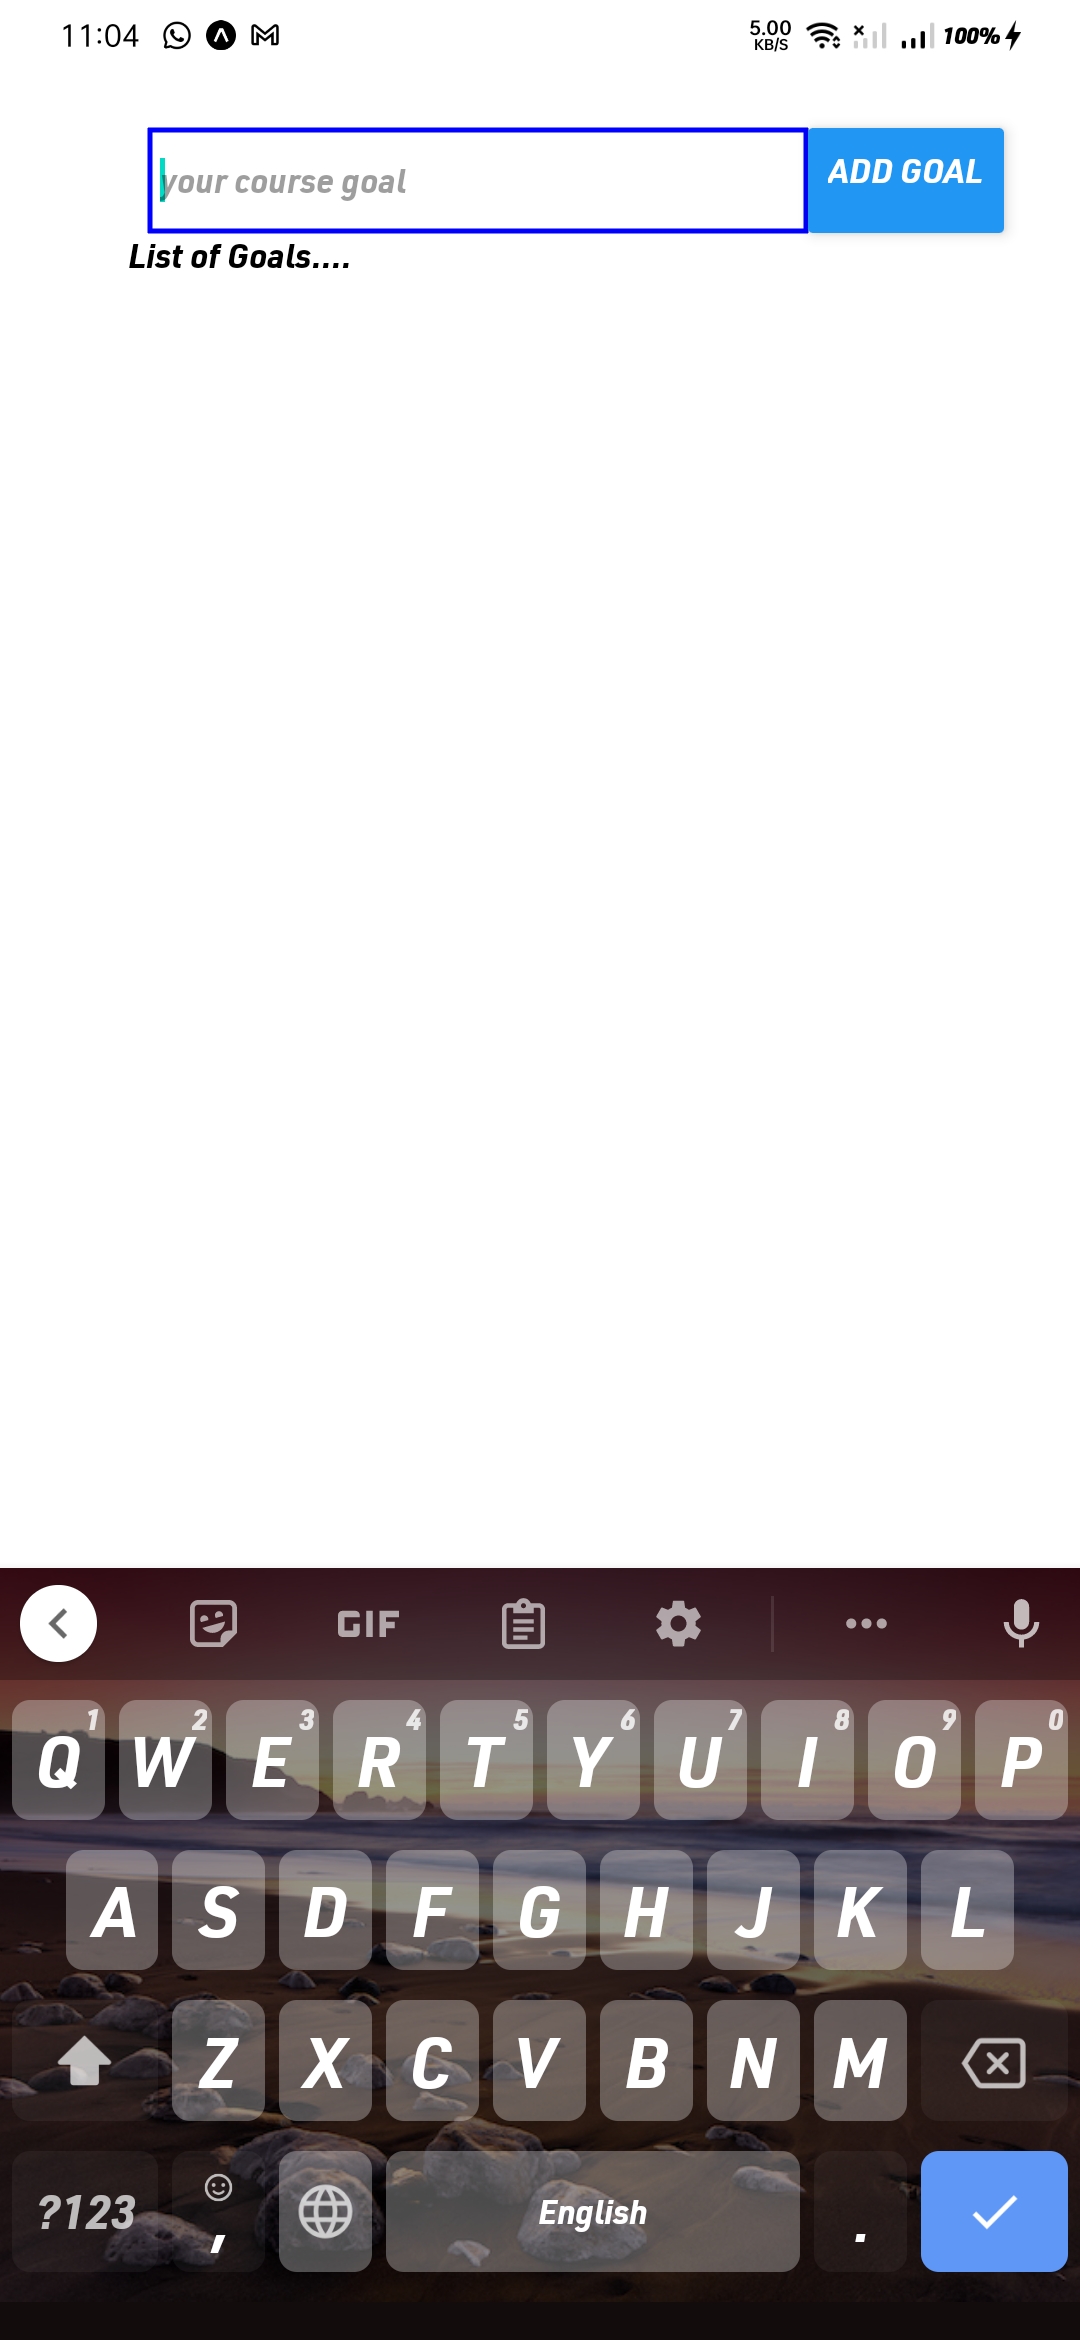 11:04 5.00 KB/S 100%
your course goal ADD GOAL
List of Goals....
GIF
1 2 3 4 5 6 7 8 9 0
Q W E R T Y U I O P
A S D F G H J K L
Z X C V B N M
?123 , English .